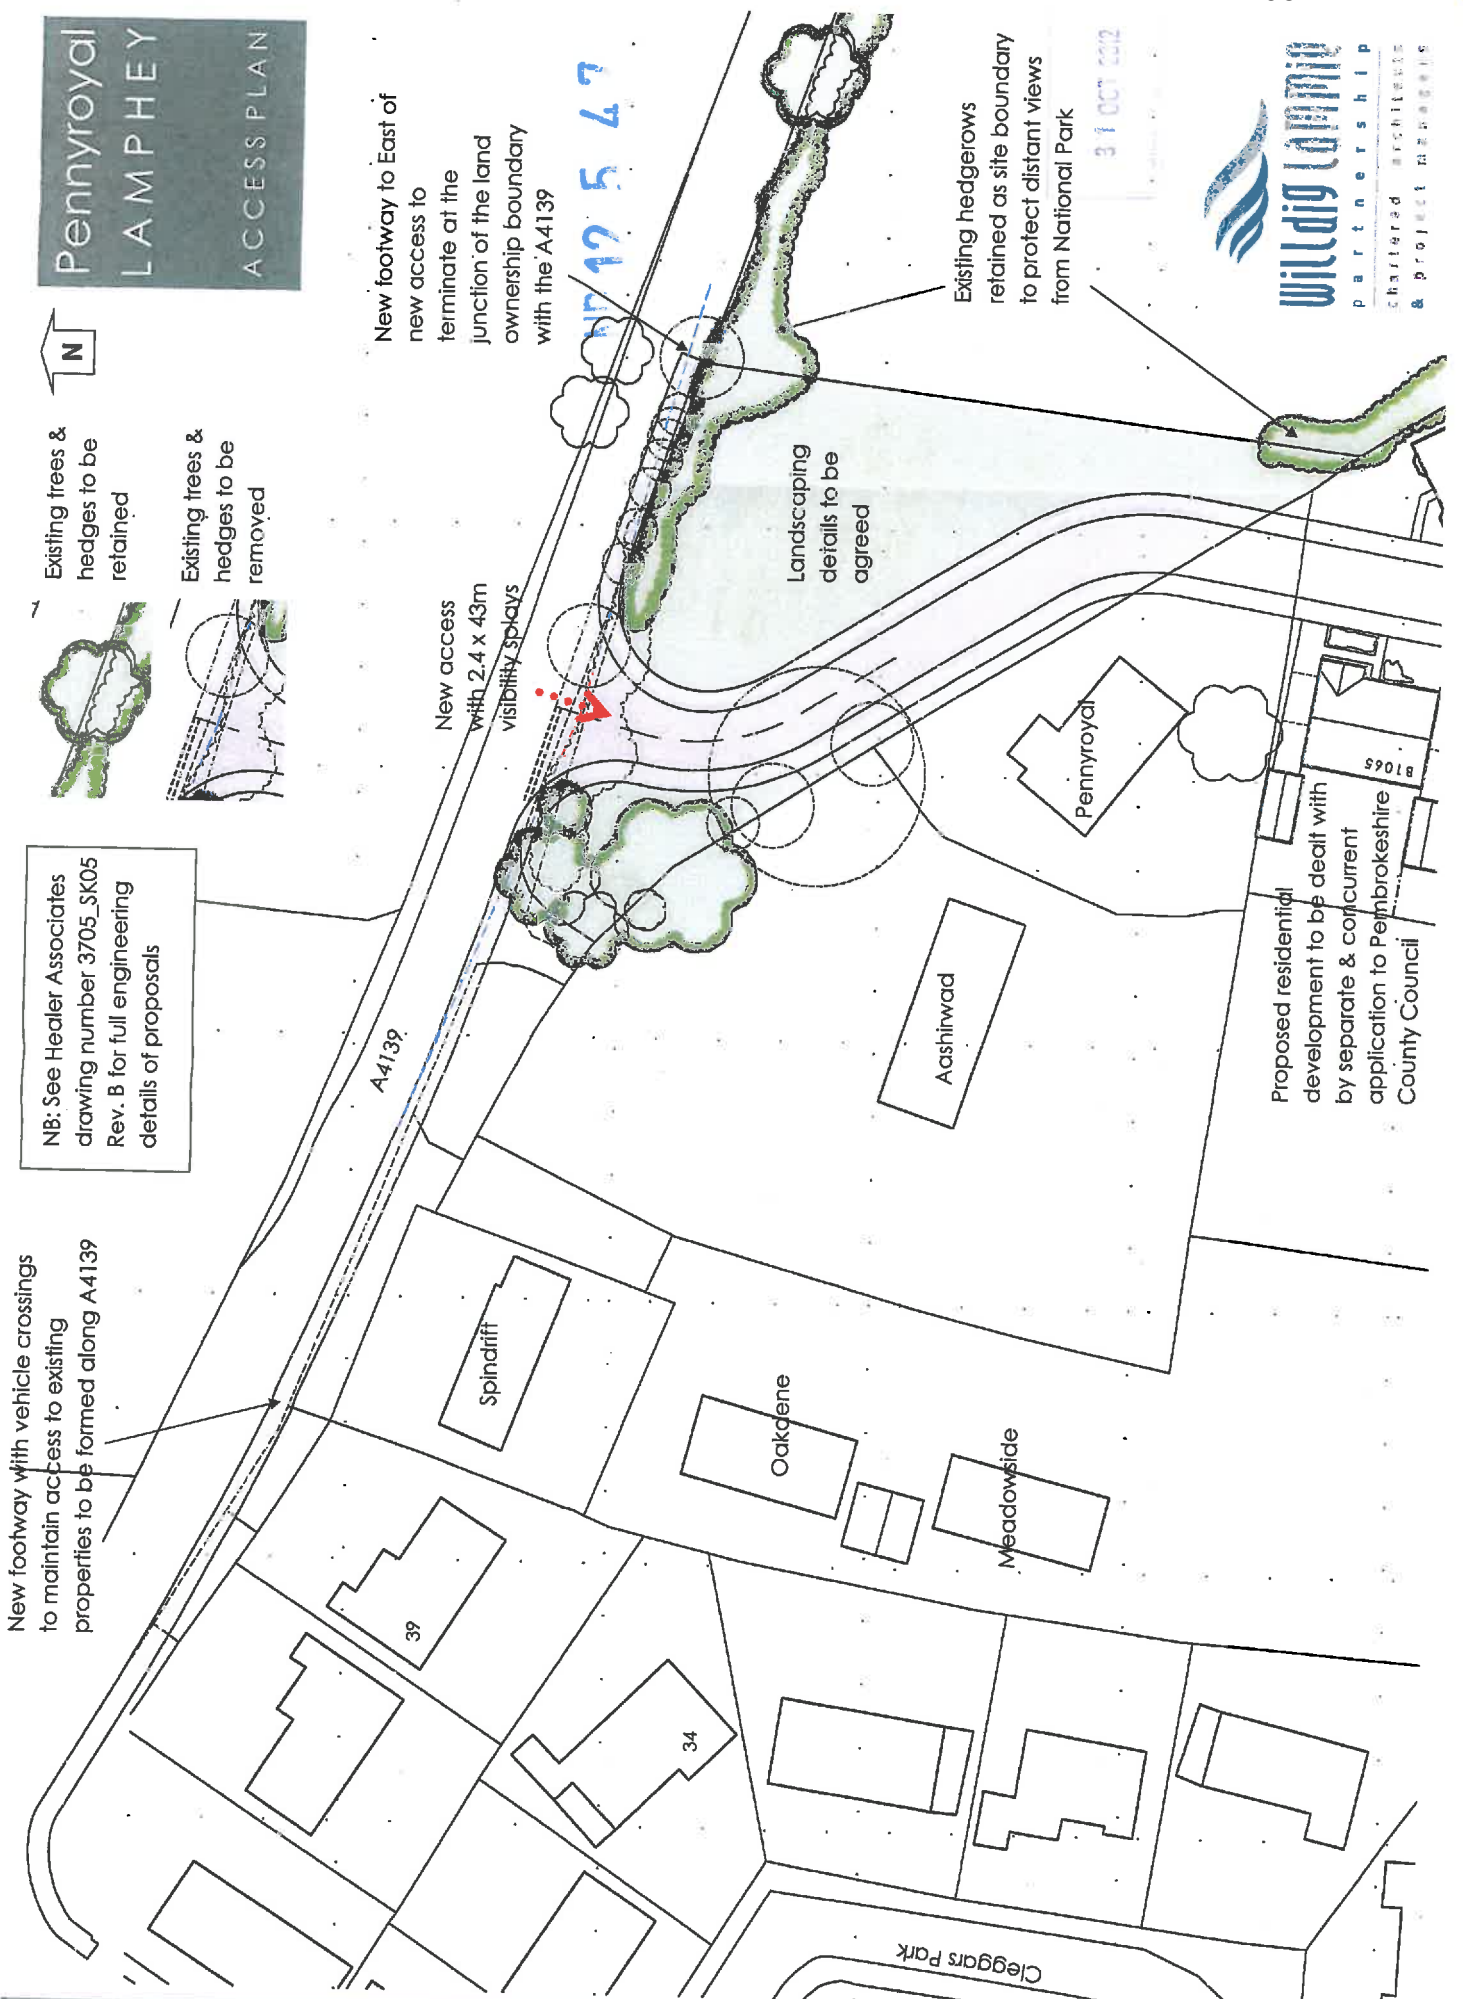 Pennyroyal
LAMPHEY
ACCESS PLAN
N
Existing trees &
hedges to be
retained
Existing trees &
hedges to be
removed
NB: See Healer Associates
drawing number 3705_SK05
Rev. B for full engineering
details of proposals
New footway with vehicle crossings
to maintain access to existing
properties to be formed along A4139
New footway to East of
new access to
terminate at the
junction of the land
ownership boundary
with the A4139
New access
with 2.4 x 43m
visibility splays
A4139
Existing hedgerows
retained as site boundary
to protect distant views
from National Park
31 OCT 2012
Landscaping
details to be
agreed
Pennyroyal
Aashirwad
Spindrift
Oakdene
Meadowside
39
34
B1065
Proposed residential
development to be dealt with
by separate & concurrent
application to Pembrokeshire
County Council
Cleggars Park
Willdig Lammie
partnership
chartered architects
& project managers